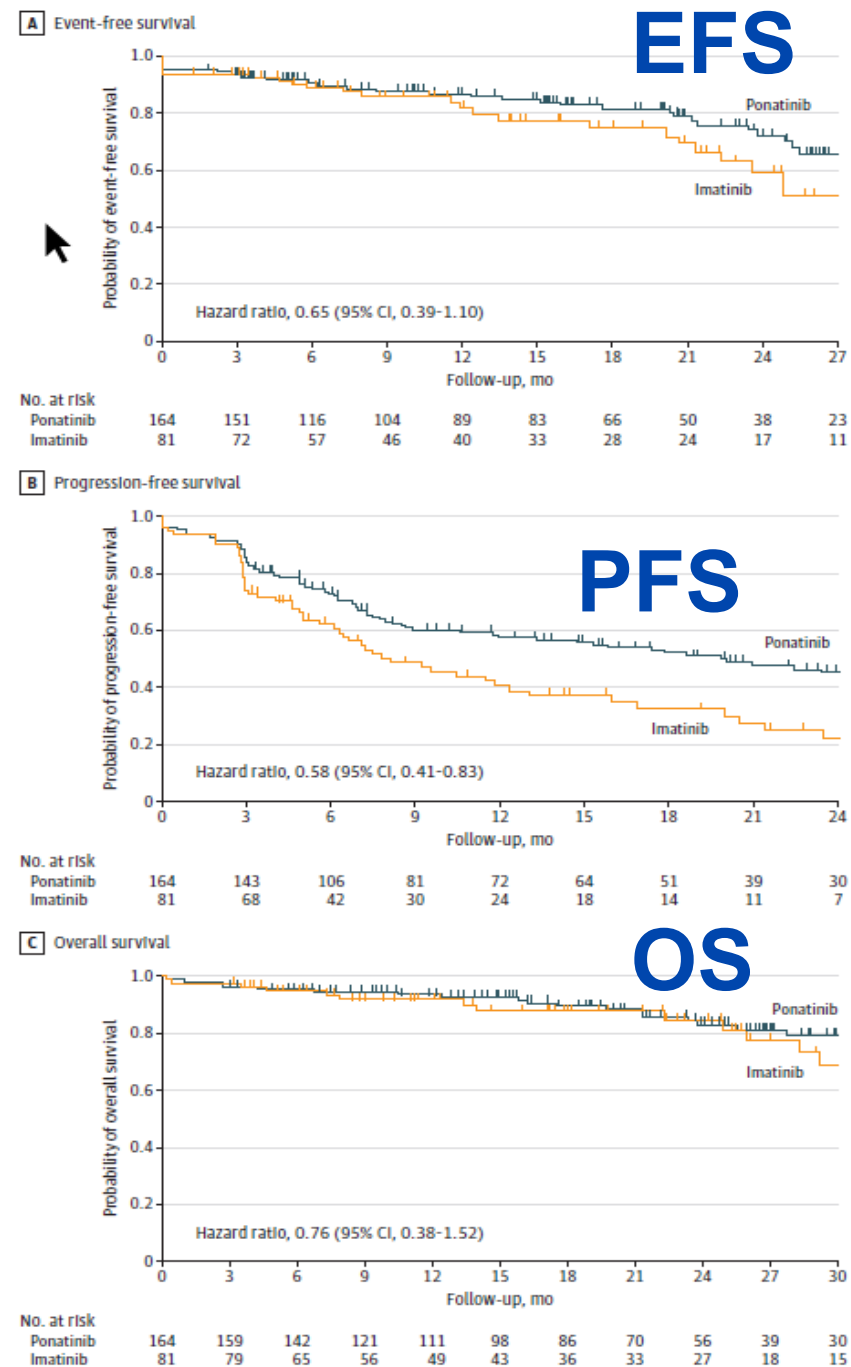 A Event-free survival
EFS
Probability of event-free survival
1.0
0.8
0.6
0.4
0.2
0
Ponatinib
Imatinib
Hazard ratio, 0.65 (95% CI, 0.39-1.10)
0 3 6 9 12 15 18 21 24 27
Follow-up, mo
No. at risk
Ponatinib 164 151 116 104 89 83 66 50 38 23
Imatinib 81 72 57 46 40 33 28 24 17 11
B Progression-free survival
PFS
Probability of progression-free survival
1.0
0.8
0.6
0.4
0.2
0
Ponatinib
Imatinib
Hazard ratio, 0.58 (95% CI, 0.41-0.83)
0 3 6 9 12 15 18 21 24
Follow-up, mo
No. at risk
Ponatinib 164 143 106 81 72 64 51 39 30
Imatinib 81 68 42 30 24 18 14 11 7
C Overall survival
OS
Probability of overall survival
1.0
0.8
0.6
0.4
0.2
0
Ponatinib
Imatinib
Hazard ratio, 0.76 (95% CI, 0.38-1.52)
0 3 6 9 12 15 18 21 24 27 30
Follow-up, mo
No. at risk
Ponatinib 164 159 142 121 111 98 86 70 56 39 30
Imatinib 81 79 65 56 49 43 36 33 27 18 15